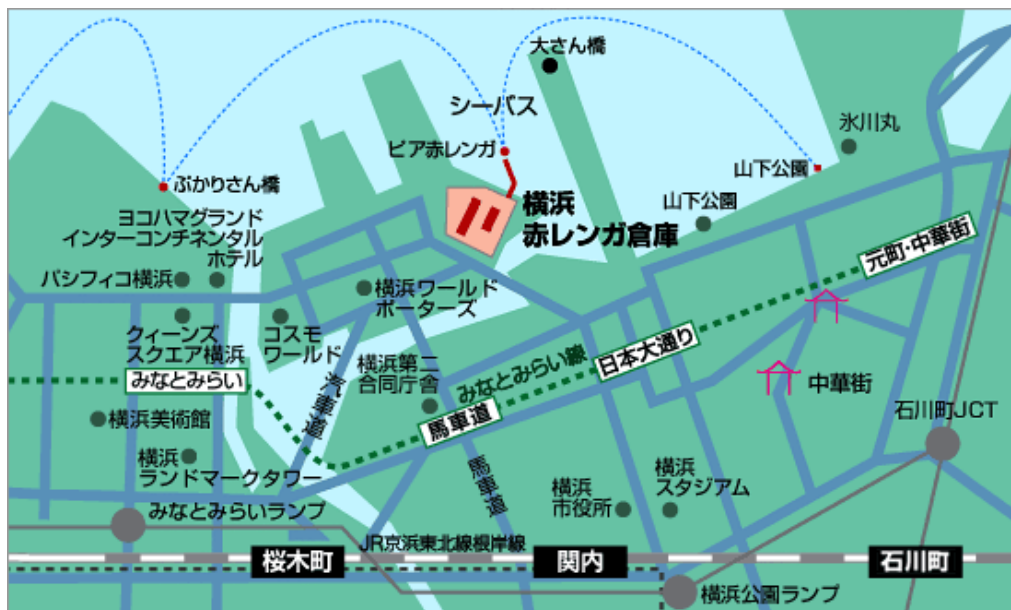 大さん橋
シーバス
氷川丸
ピア赤レンガ
山下公園
ぷかりさん橋
山下公園
横浜
赤レンガ倉庫
ヨコハマグランド
インターコンチネンタル
ホテル
元町・中華街
パシフィコ横浜
横浜ワールド
ポーターズ
クィーンズ
スクエア横浜
コスモ
ワールド
日本大通り
みなとみらい線
横浜第二
合同庁舎
みなとみらい
汽車道
中華街
馬車道
横浜美術館
石川町JCT
横浜
ランドマークタワー
馬車道
横浜
スタジアム
横浜
市役所
みなとみらいランプ
JR京浜東北線根岸線
桜木町
関内
石川町
横浜公園ランプ